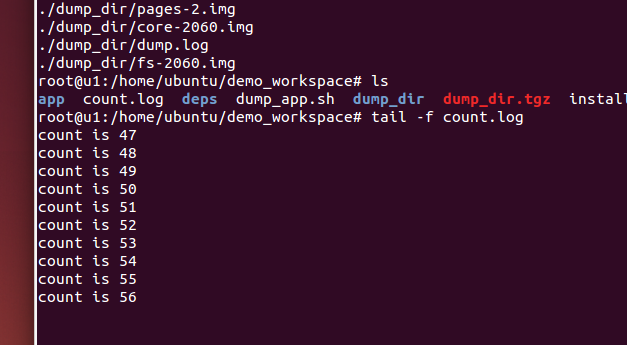 ./dump_dir/pages-2.img
./dump_dir/core-2060.img
./dump_dir/dump.log
./dump_dir/fs-2060.img
root@u1:/home/ubuntu/demo_workspace# ls
app count.log deps dump_app.sh dump_dir dump_dir.tgz install
root@u1:/home/ubuntu/demo_workspace# tail -f count.log
count is 47
count is 48
count is 49
count is 50
count is 51
count is 52
count is 53
count is 54
count is 55
count is 56